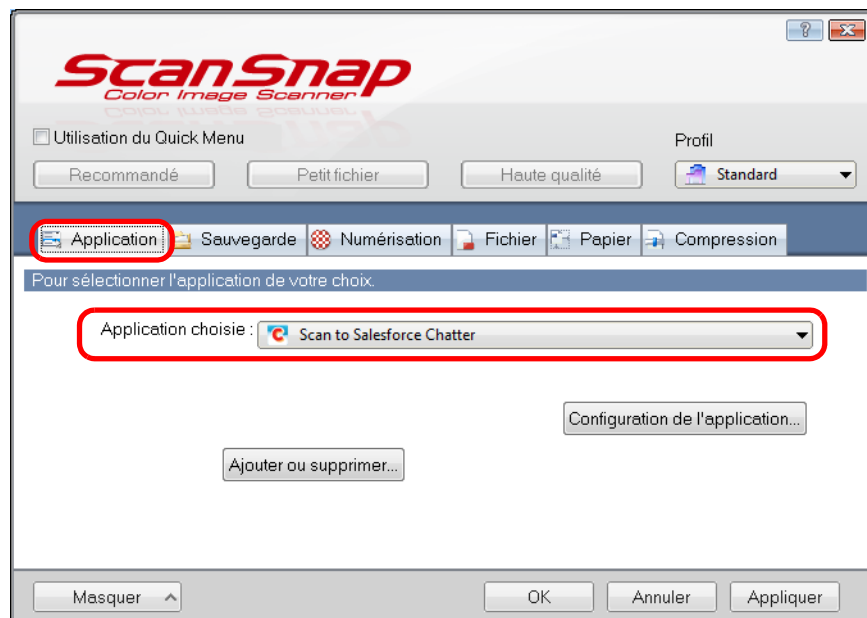 ScanSnap
Color Image Scanner
Utilisation du Quick Menu
Profil
Recommandé Petit fichier Haute qualité Standard
Application Sauvegarde Numérisation Fichier Papier Compression
Pour sélectionner l'application de votre choix.
Application choisie : Scan to Salesforce Chatter
Configuration de l'application...
Ajouter ou supprimer...
Masquer OK Annuler Appliquer